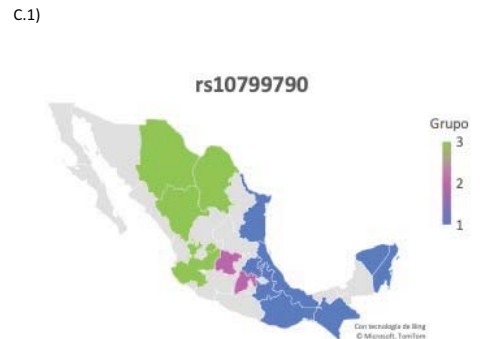 C.1)
rs10799790
Grupo
3
2
1
Con tecnología de Bing
© Microsoft, TomTom